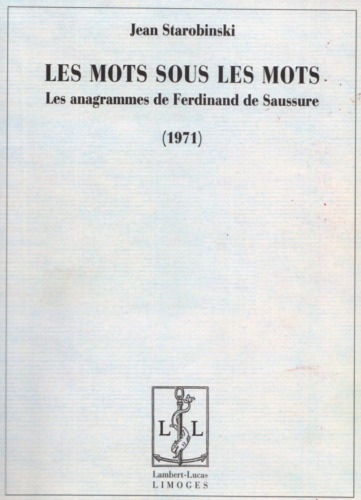 Jean Starobinski
LES MOTS SOUS LES MOTS
Les anagrammes de Ferdinand de Saussure
(1971)
L L
Lambert-Lucas
LIMOGES